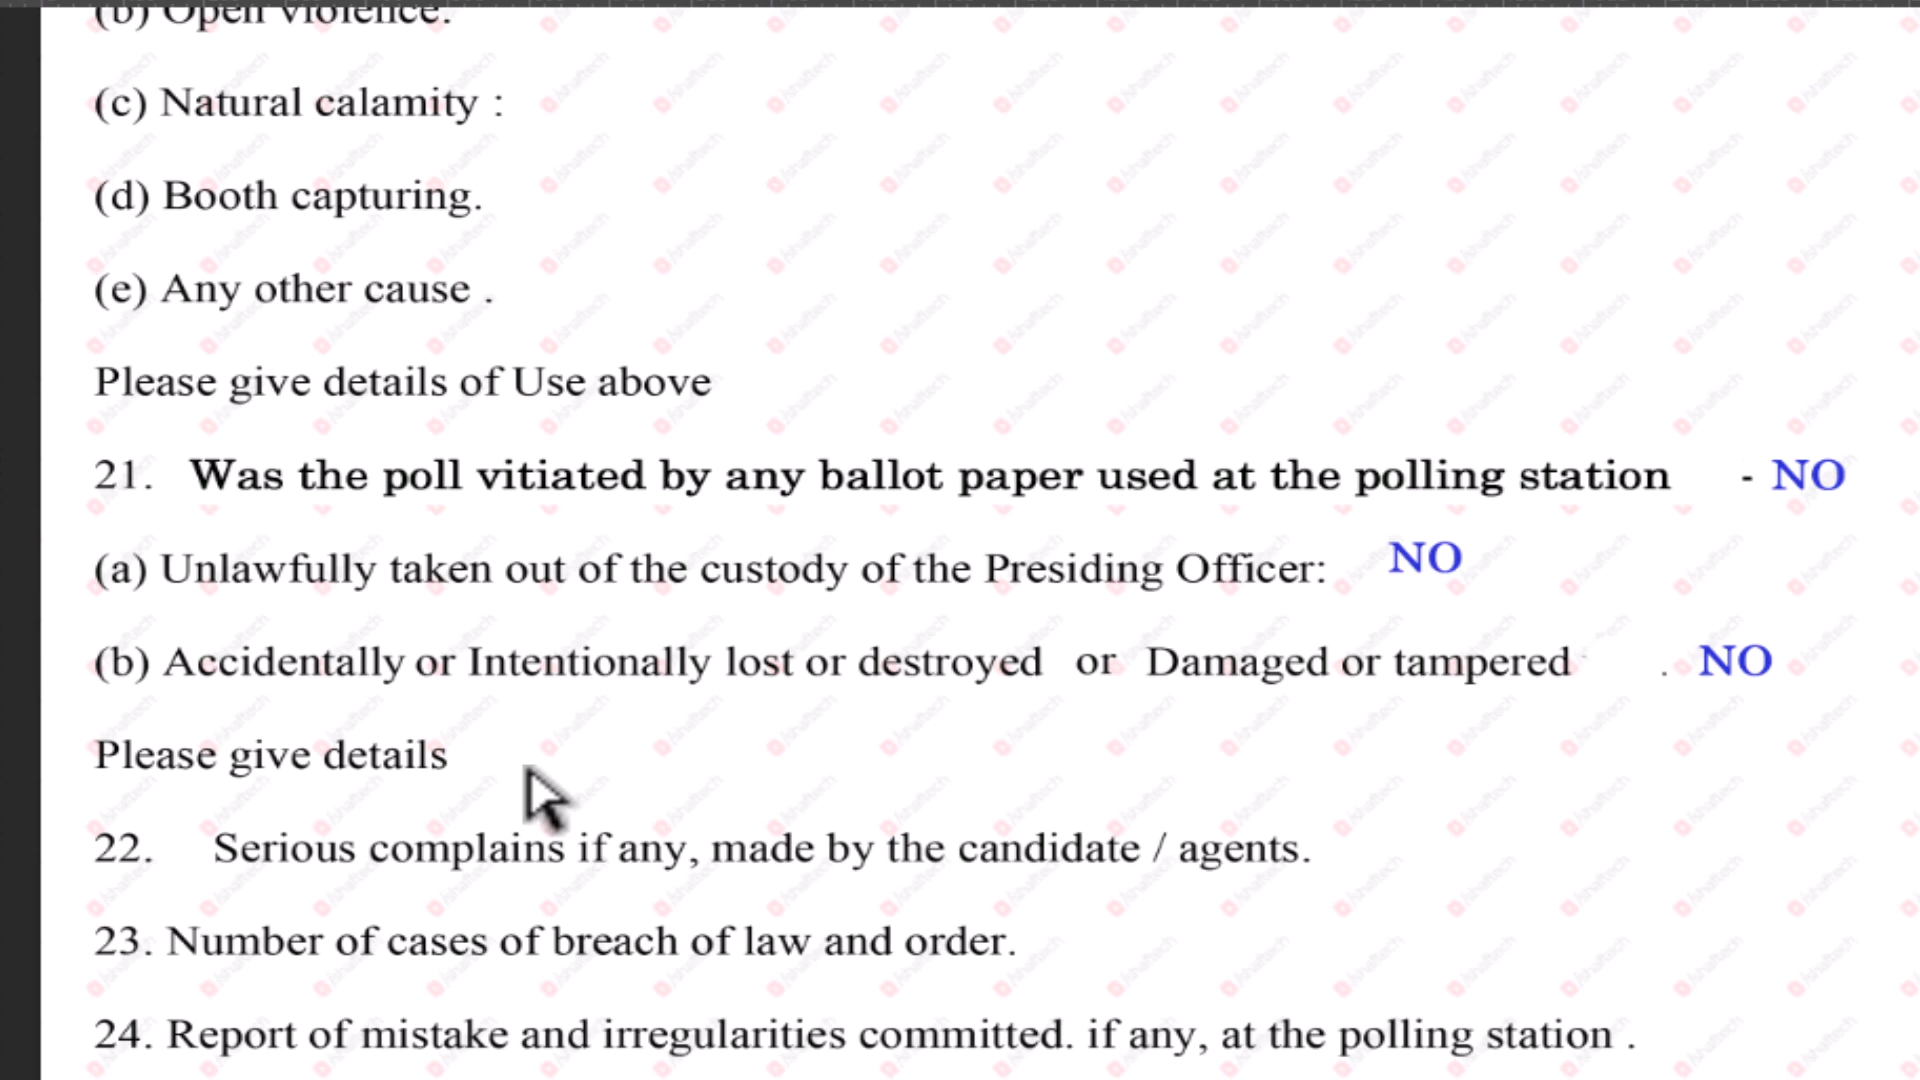 (b) Open violence.
(c) Natural calamity :
(d) Booth capturing.
(e) Any other cause .
Please give details of Use above
21. Was the poll vitiated by any ballot paper used at the polling station - NO
(a) Unlawfully taken out of the custody of the Presiding Officer: NO
(b) Accidentally or Intentionally lost or destroyed or Damaged or tampered . NO
Please give details
22. Serious complains if any, made by the candidate / agents.
23. Number of cases of breach of law and order.
24. Report of mistake and irregularities committed. if any, at the polling station .